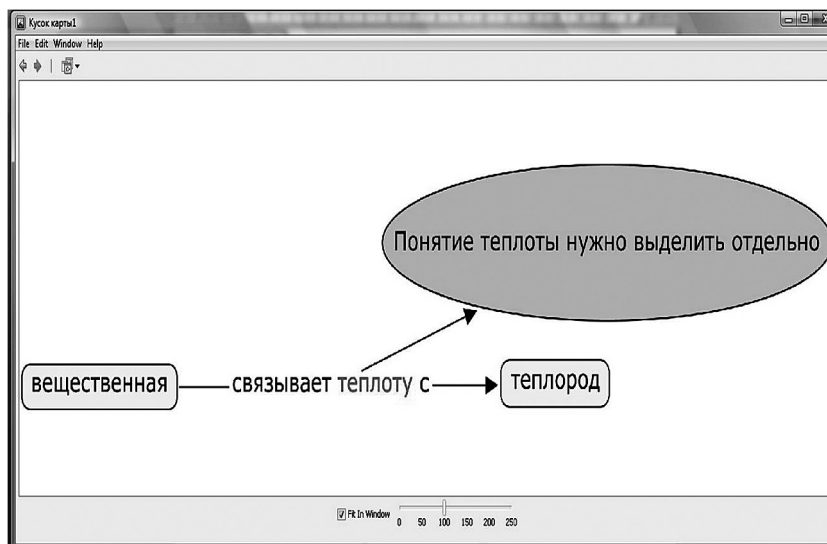 Кусок карты1
File Edit Window Help
Понятие теплоты нужно выделить отдельно
вещественная связывает теплоту с теплород
Fit In Window
0 50 100 150 200 250